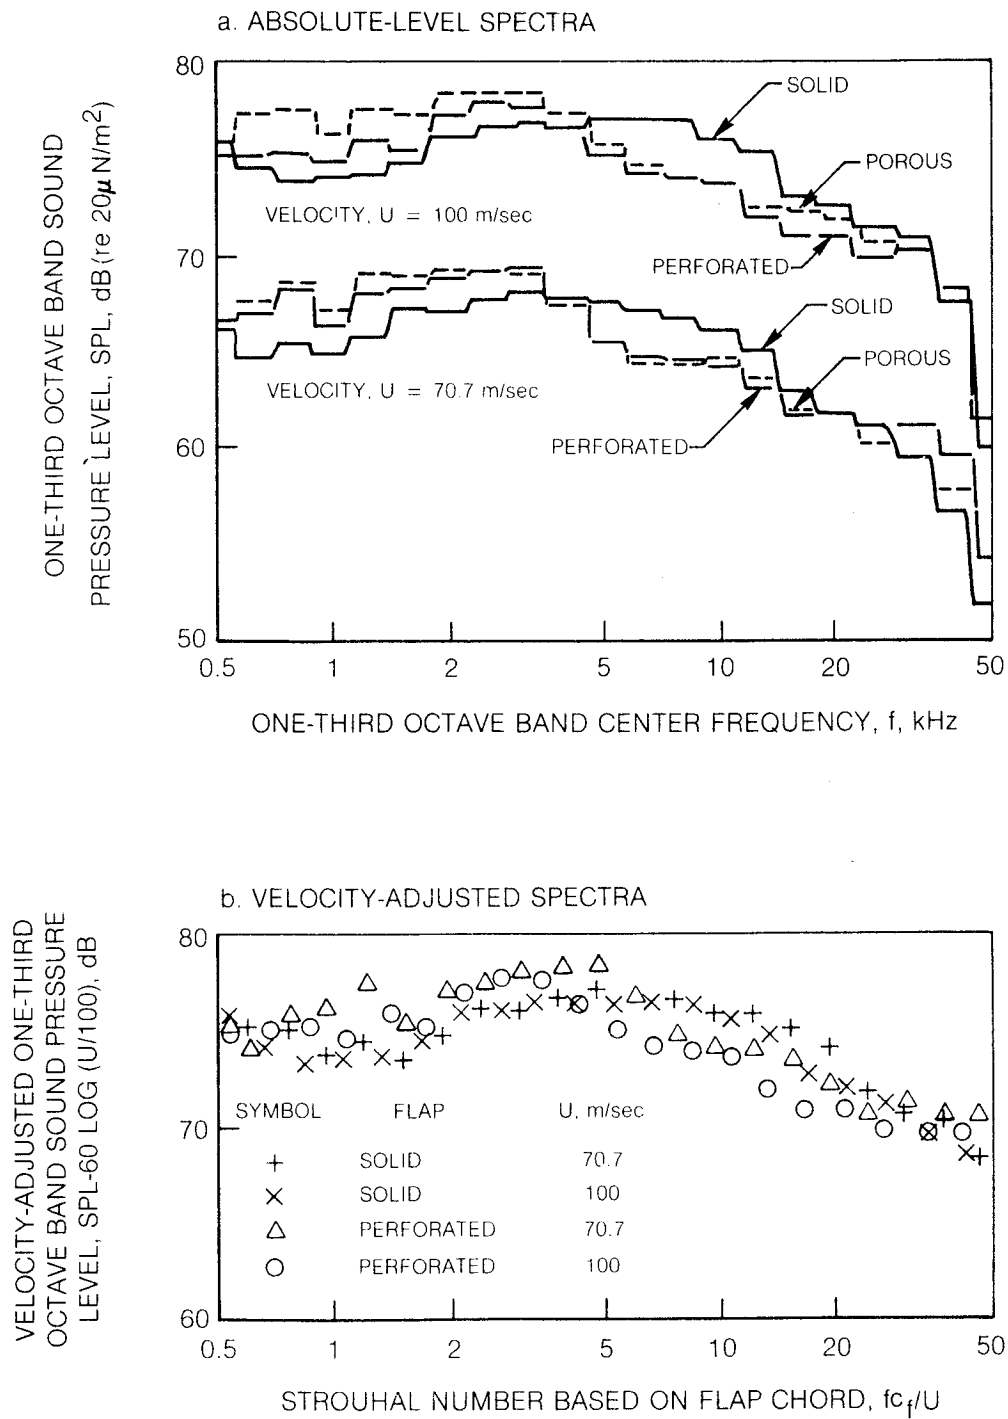 a. ABSOLUTE-LEVEL SPECTRA
ONE-THIRD OCTAVE BAND SOUND
PRESSURE LEVEL, SPL, dB (re 20μN/m2)
80
70
60
50
SOLID
POROUS
VELOCITY, U = 100 m/sec
PERFORATED
SOLID
POROUS
VELOCITY, U = 70.7 m/sec
PERFORATED
0.5 1 2 5 10 20 50
ONE-THIRD OCTAVE BAND CENTER FREQUENCY, f, kHz
b. VELOCITY-ADJUSTED SPECTRA
VELOCITY-ADJUSTED ONE-THIRD
OCTAVE BAND SOUND PRESSURE
LEVEL, SPL-60 LOG (U/100), dB
80
70
60
SYMBOL FLAP U, m/sec
+ SOLID 70.7
× SOLID 100
△ PERFORATED 70.7
○ PERFORATED 100
0.5 1 2 5 10 20 50
STROUHAL NUMBER BASED ON FLAP CHORD, fcf/U